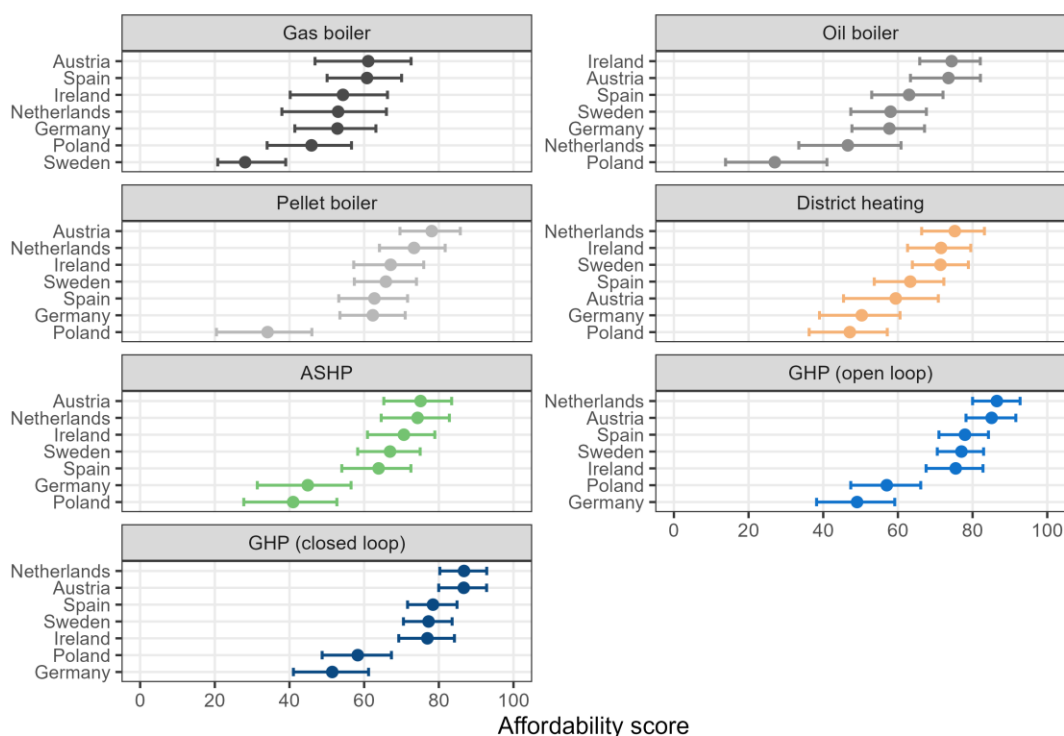 Gas boiler
Austria
Spain
Ireland
Netherlands
Germany
Poland
Sweden
Oil boiler
Ireland
Austria
Spain
Sweden
Germany
Netherlands
Poland
Pellet boiler
Austria
Netherlands
Ireland
Sweden
Spain
Germany
Poland
District heating
Netherlands
Ireland
Sweden
Spain
Austria
Germany
Poland
ASHP
Austria
Netherlands
Ireland
Sweden
Spain
Germany
Poland
GHP (open loop)
Netherlands
Austria
Spain
Sweden
Ireland
Poland
Germany
0 20 40 60 80 100
GHP (closed loop)
Netherlands
Austria
Spain
Sweden
Ireland
Poland
Germany
0 20 40 60 80 100
Affordability score